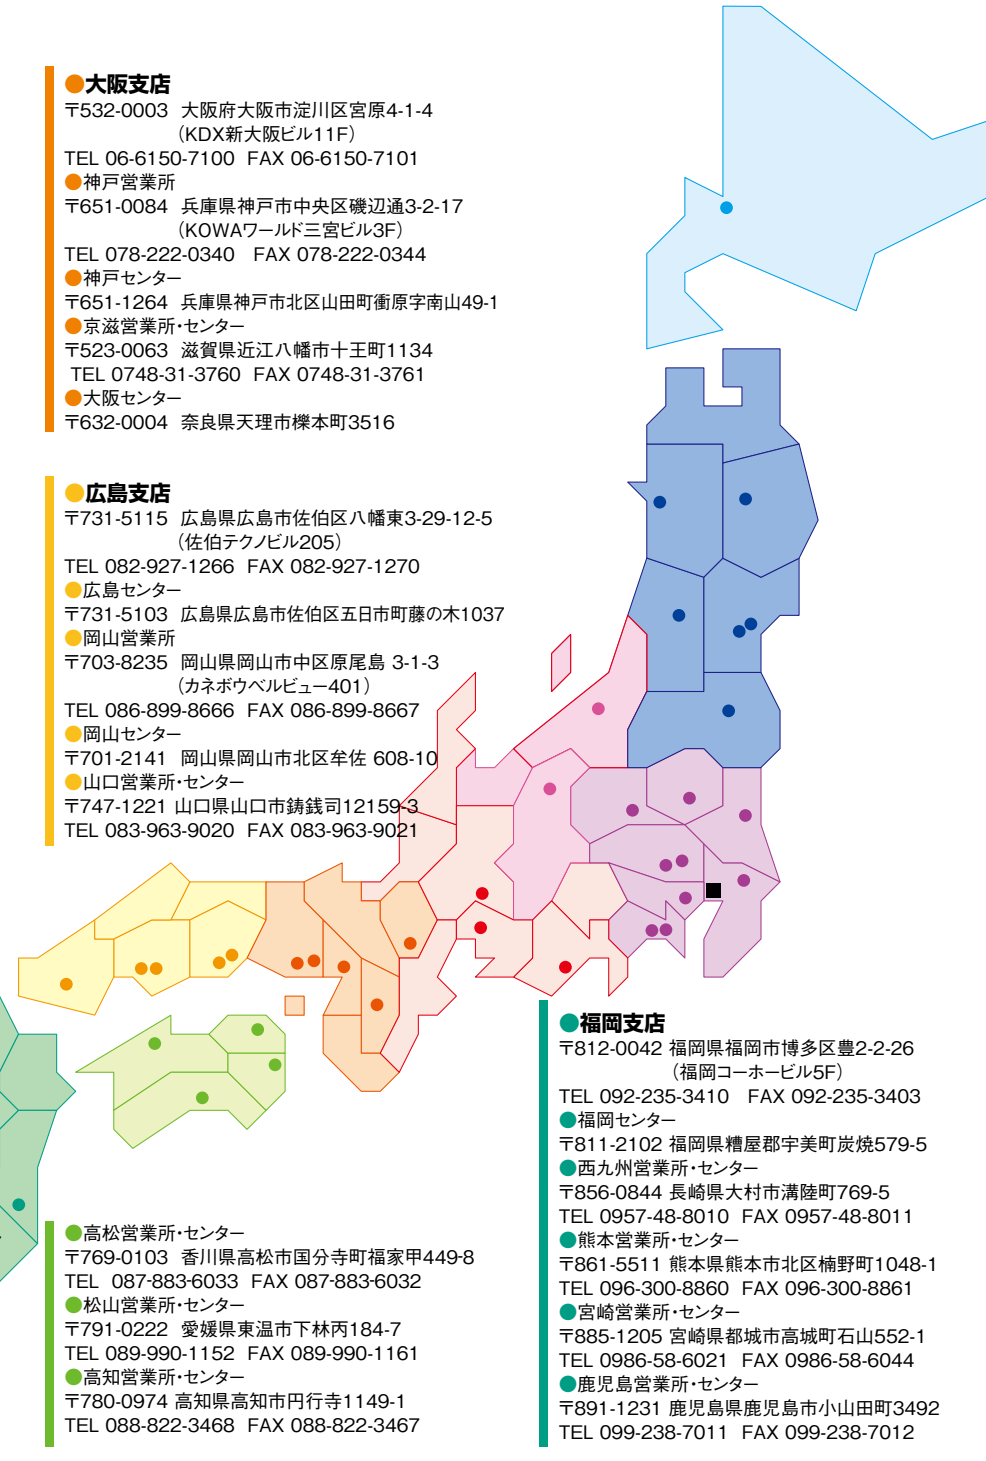 ●大阪支店
〒532-0003 大阪府大阪市淀川区宮原4-1-4
（KDX新大阪ビル11F）
TEL 06-6150-7100 FAX 06-6150-7101
●神戸営業所
〒651-0084 兵庫県神戸市中央区磯辺通3-2-17
（KOWAワールド三宮ビル3F）
TEL 078-222-0340 FAX 078-222-0344
●神戸センター
〒651-1264 兵庫県神戸市北区山田町衝原字南山49-1
●京滋営業所・センター
〒523-0063 滋賀県近江八幡市十王町1134
TEL 0748-31-3760 FAX 0748-31-3761
●大阪センター
〒632-0004 奈良県天理市櫟本町3516
●広島支店
〒731-5115 広島県広島市佐伯区八幡東3-29-12-5
（佐伯テクノビル205）
TEL 082-927-1266 FAX 082-927-1270
●広島センター
〒731-5103 広島県広島市佐伯区五日市町藤の木1037
●岡山営業所
〒703-8235 岡山県岡山市中区原尾島 3-1-3
（カネボウベルビュー401）
TEL 086-899-8666 FAX 086-899-8667
●岡山センター
〒701-2141 岡山県岡山市北区牟佐 608-10
●山口営業所・センター
〒747-1221 山口県山口市鋳銭司12159-3
TEL 083-963-9020 FAX 083-963-9021
●高松営業所・センター
〒769-0103 香川県高松市国分寺町福家甲449-8
TEL 087-883-6033 FAX 087-883-6032
●松山営業所・センター
〒791-0222 愛媛県東温市下林丙184-7
TEL 089-990-1152 FAX 089-990-1161
●高知営業所・センター
〒780-0974 高知県高知市円行寺1149-1
TEL 088-822-3468 FAX 088-822-3467
●福岡支店
〒812-0042 福岡県福岡市博多区豊2-2-26
（福岡コーホービル5F）
TEL 092-235-3410 FAX 092-235-3403
●福岡センター
〒811-2102 福岡県糟屋郡宇美町炭焼579-5
●西九州営業所・センター
〒856-0844 長崎県大村市溝陸町769-5
TEL 0957-48-8010 FAX 0957-48-8011
●熊本営業所・センター
〒861-5511 熊本県熊本市北区楠野町1048-1
TEL 096-300-8860 FAX 096-300-8861
●宮崎営業所・センター
〒885-1205 宮崎県都城市高城町石山552-1
TEL 0986-58-6021 FAX 0986-58-6044
●鹿児島営業所・センター
〒891-1231 鹿児島県鹿児島市小山田町3492
TEL 099-238-7011 FAX 099-238-7012